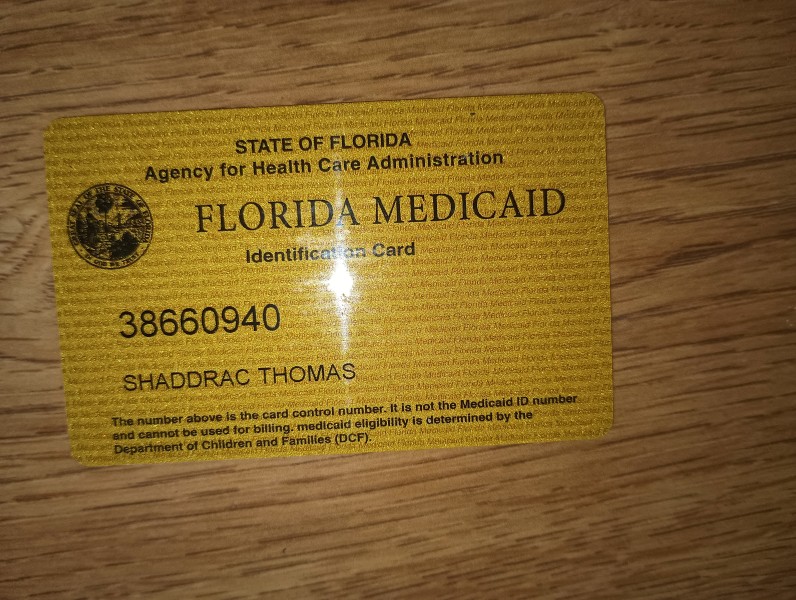 STATE OF FLORIDA
Agency for Health Care Administration
FLORIDA MEDICAID
Identification Card
38660940
SHADDRAC THOMAS
The number above is the card control number. It is not the Medicaid ID number
and cannot be used for billing. medicaid eligibility is determined by the
Department of Children and Families (DCF).